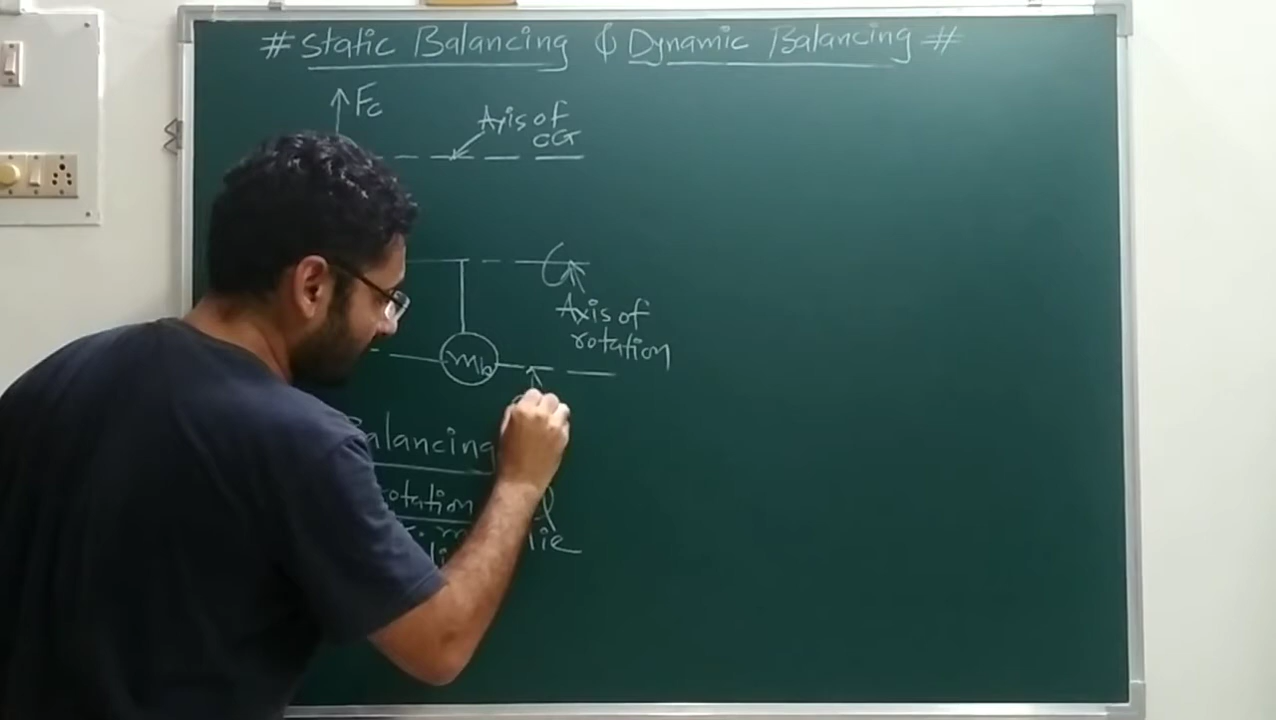 # Static Balancing & Dynamic Balancing #
Fc
Axis of
CG
Axis of
rotation
mb
Balancing
rotation
lie